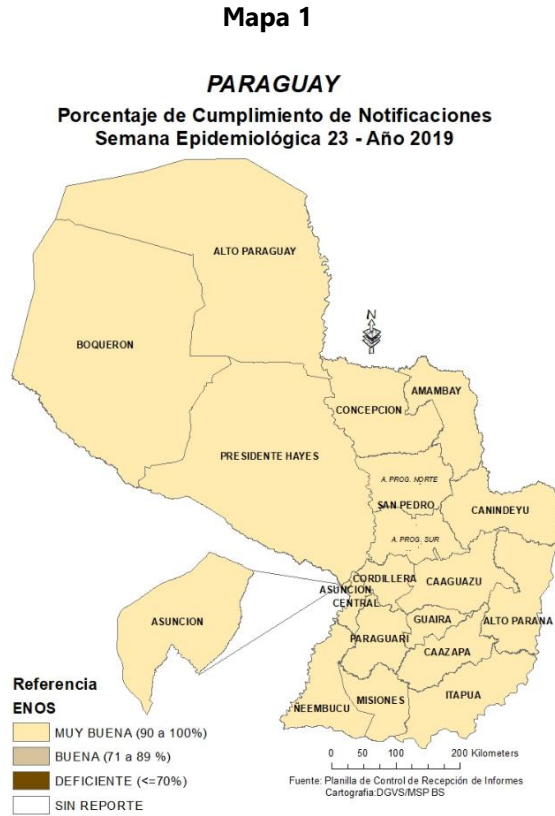 Mapa 1
PARAGUAY
Porcentaje de Cumplimiento de Notificaciones
Semana Epidemiológica 23 - Año 2019
ALTO PARAGUAY
BOQUERON
N
AMAMBAY
CONCEPCION
PRESIDENTE HAYES
A. PROG. NORTE
SAN PEDRO
CANINDEYU
A. PROG. SUR
CORDILLERA
CAAGUAZU
ASUNCION
CENTRAL
ASUNCION
GUAIRA
ALTO PARANA
PARAGUARI
CAAZAPA
ITAPUA
MISIONES
ÑEEMBUCU
Referencia
ENOS
MUY BUENA (90 a 100%)
BUENA (71 a 89 %)
DEFICIENTE (<=70%)
SIN REPORTE
0 50 100 200 Kilometers
Fuente: Planilla de Control de Recepción de Informes
Cartografia:DGVS/MSP BS